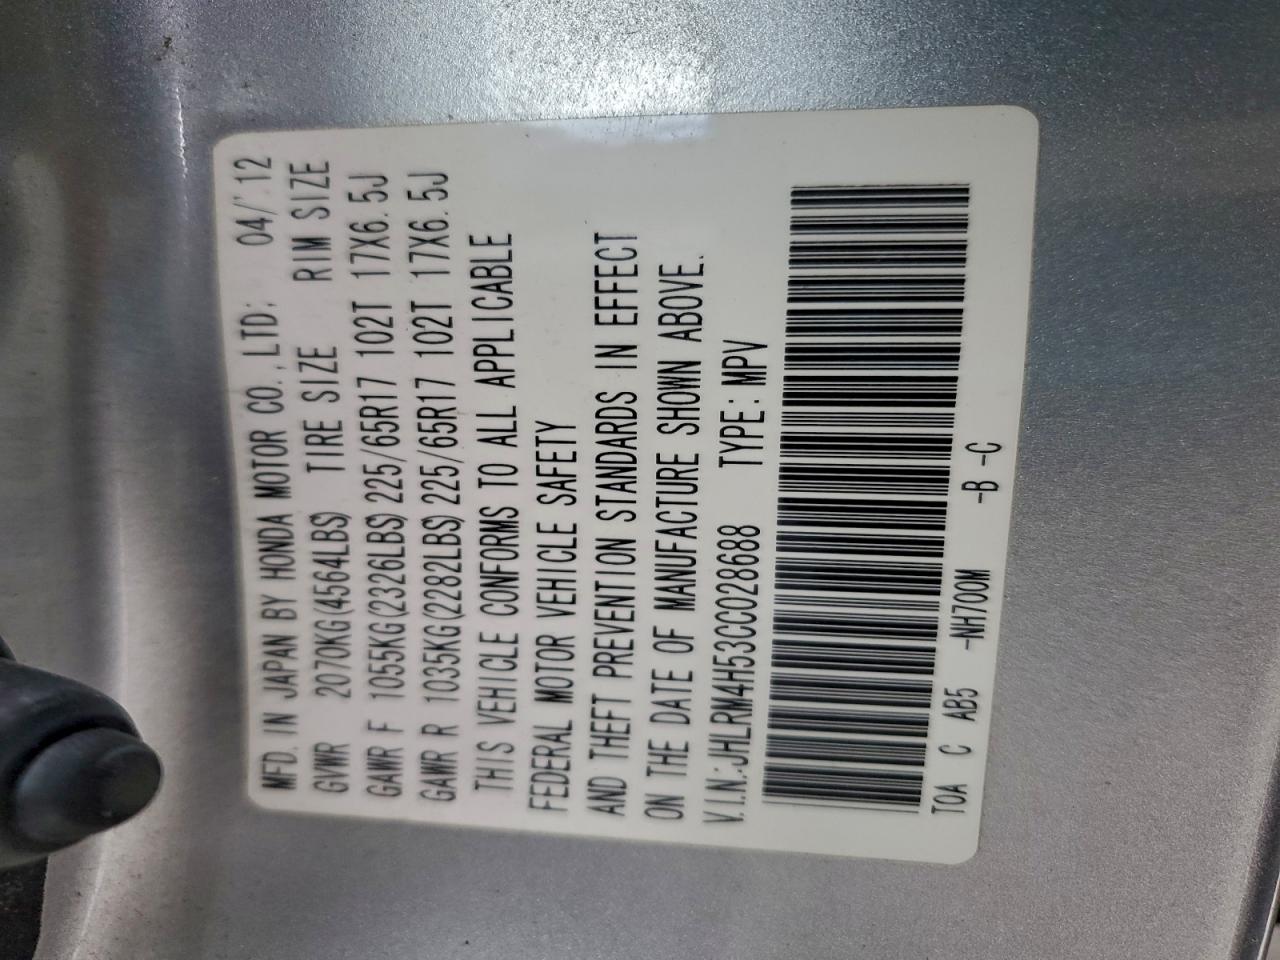 MFD. IN JAPAN BY HONDA MOTOR CO., LTD: 04/'12
GVWR 2070KG(4564LBS) TIRE SIZE RIM SIZE
GAWR F 1055KG(2326LBS)225/65R17 102T 17X6.5J
GAWR R 1035KG(2282LBS)225/65R17 102T 17X6.5J
THIS VEHICLE CONFORMS TO ALL APPLICABLE
FEDERAL MOTOR VEHICLE SAFETY
AND THEFT PREVENTION STANDARDS IN EFFECT
ON THE DATE OF MANUFACTURE SHOWN ABOVE.
V.I.N.:JHLRM4H53CC028688 TYPE:MPV
TOA C AB5 -NH700M -B -C